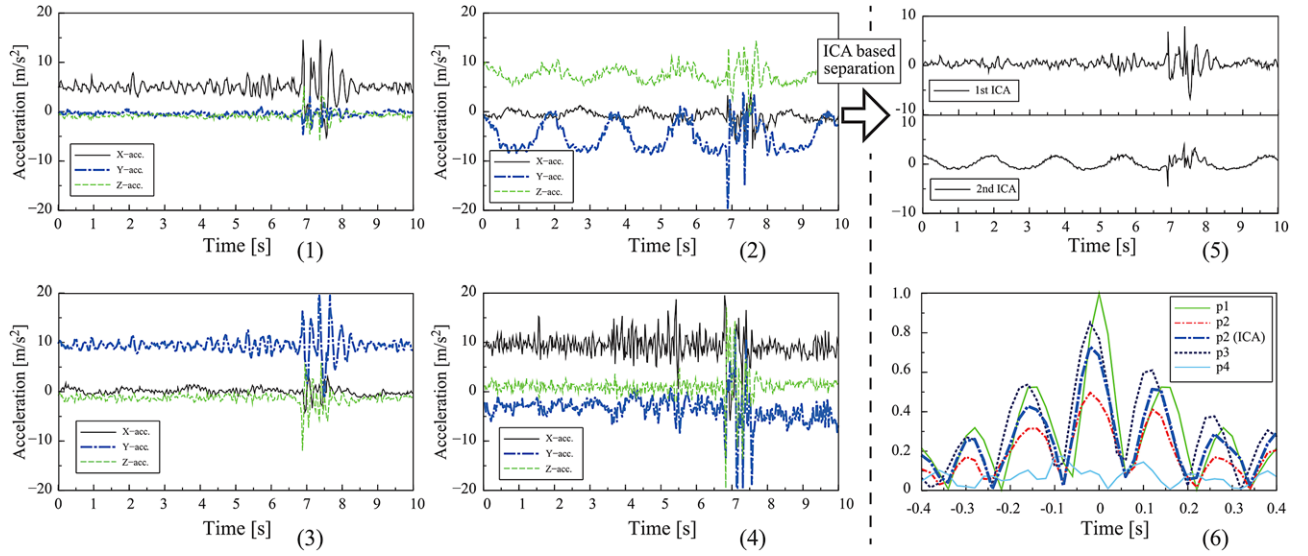 20
10
0
−10
−20
Acceleration [m/s²]
X−acc.
Y−acc.
Z−acc.
0 1 2 3 4 5 6 7 8 9 10
Time [s]
(1)
20
10
0
−10
−20
Acceleration [m/s²]
X−acc.
Y−acc.
Z−acc.
0 1 2 3 4 5 6 7 8 9 10
Time [s]
(2)
ICA based
separation
10
0
-10
1st ICA
10
0
−10
2nd ICA
0 1 2 3 4 5 6 7 8 9 10
Time [s]
(5)
20
10
0
−10
−20
Acceleration [m/s²]
X−acc.
Y−acc.
Z−acc.
0 1 2 3 4 5 6 7 8 9 10
Time [s]
(3)
20
10
0
−10
−20
Acceleration [m/s²]
X−acc.
Y−acc.
Z−acc.
0 1 2 3 4 5 6 7 8 9 10
Time [s]
(4)
1.0
0.8
0.6
0.4
0.2
0
p1
p2
p2 (ICA)
p3
p4
-0.4 -0.3 -0.2 -0.1 0 0.1 0.2 0.3 0.4
Time [s]
(6)